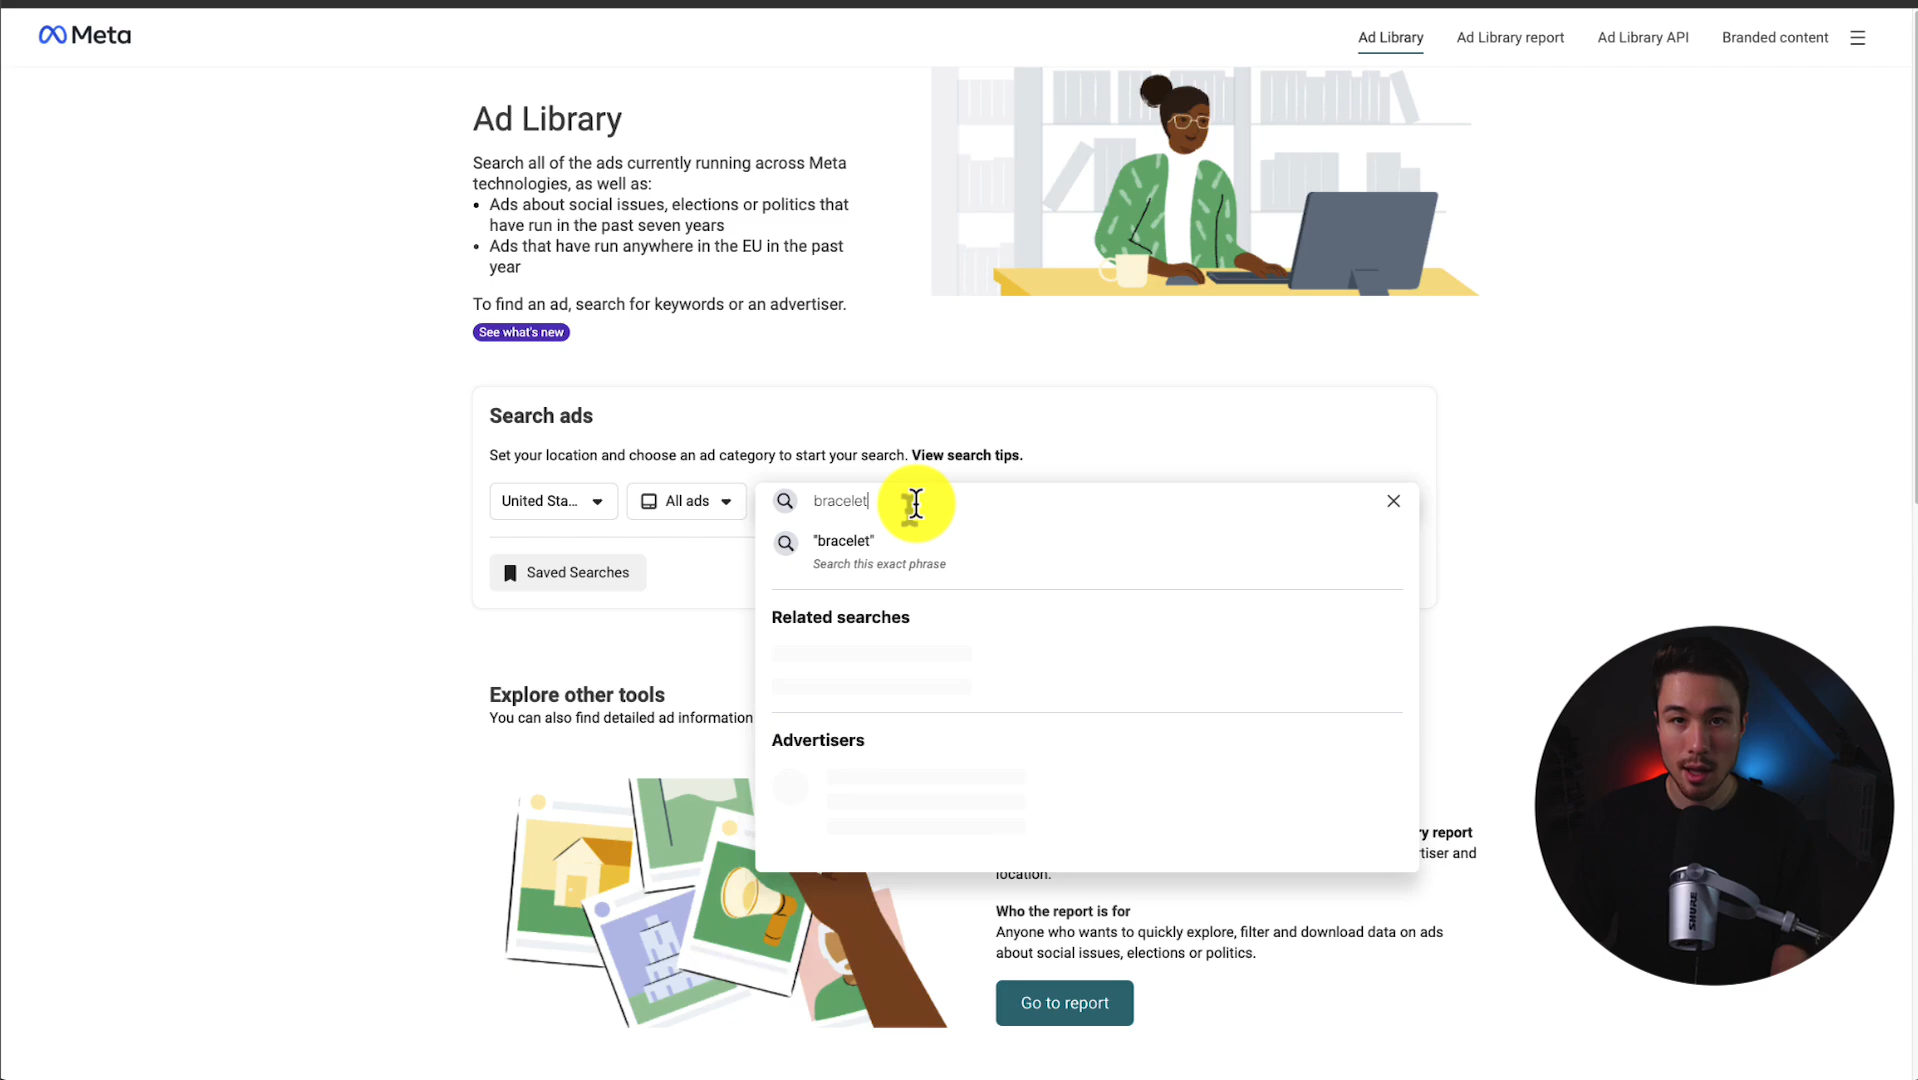 Meta
Ad Library
Ad Library report
Ad Library API
Branded content
Ad Library
Search all of the ads currently running across Meta
technologies, as well as:
• Ads about social issues, elections or politics that
have run in the past seven years
• Ads that have run anywhere in the EU in the past
year
To find an ad, search for keywords or an advertiser.
See what's new
Search ads
Set your location and choose an ad category to start your search. View search tips.
United Sta...
All ads
bracelet
"bracelet"
Search this exact phrase
Saved Searches
Related searches
Advertisers
Explore other tools
You can also find detailed ad information
ry report
tiser and
location.
Who the report is for
Anyone who wants to quickly explore, filter and download data on ads
about social issues, elections or politics.
Go to report
SHURE